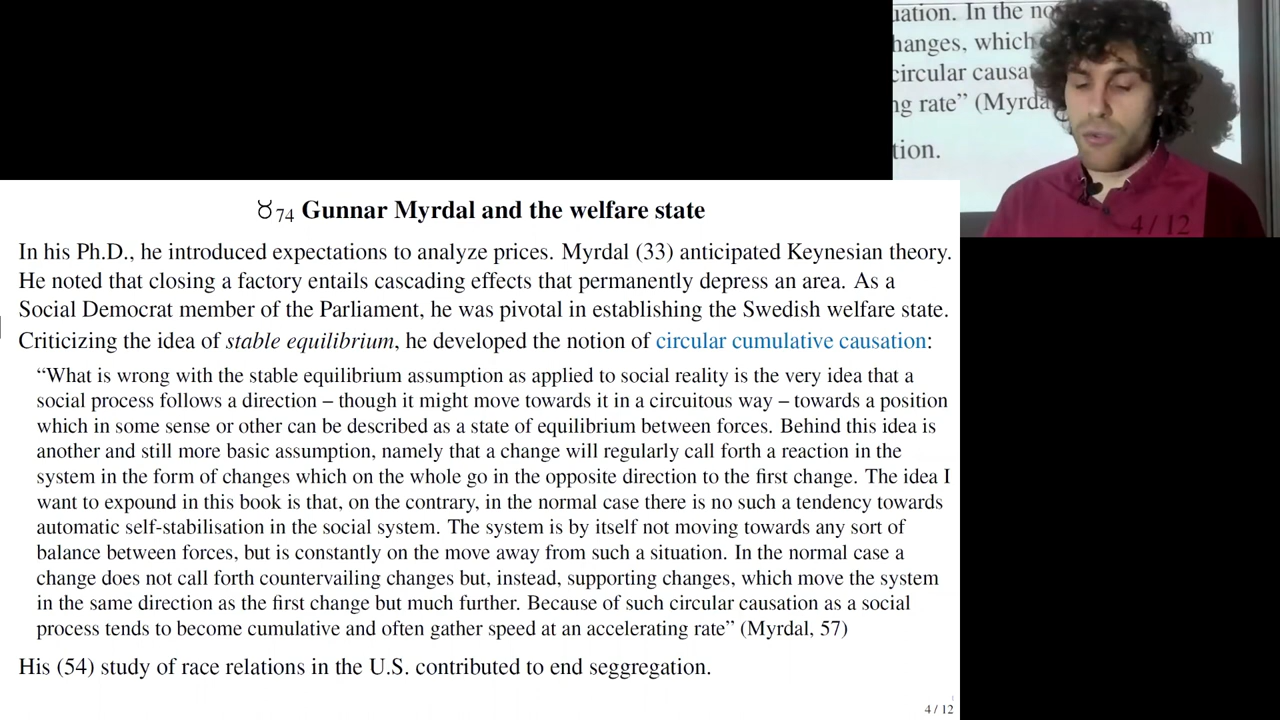 uation. In the no
hanges, which
m
circular causa
ng rate” (Myrda
tion.
4 / 12
♉74 Gunnar Myrdal and the welfare state
In his Ph.D., he introduced expectations to analyze prices. Myrdal (33) anticipated Keynesian theory.
He noted that closing a factory entails cascading effects that permanently depress an area. As a
Social Democrat member of the Parliament, he was pivotal in establishing the Swedish welfare state.
Criticizing the idea of stable equilibrium, he developed the notion of circular cumulative causation:
“What is wrong with the stable equilibrium assumption as applied to social reality is the very idea that a
social process follows a direction – though it might move towards it in a circuitous way – towards a position
which in some sense or other can be described as a state of equilibrium between forces. Behind this idea is
another and still more basic assumption, namely that a change will regularly call forth a reaction in the
system in the form of changes which on the whole go in the opposite direction to the first change. The idea I
want to expound in this book is that, on the contrary, in the normal case there is no such a tendency towards
automatic self-stabilisation in the social system. The system is by itself not moving towards any sort of
balance between forces, but is constantly on the move away from such a situation. In the normal case a
change does not call forth countervailing changes but, instead, supporting changes, which move the system
in the same direction as the first change but much further. Because of such circular causation as a social
process tends to become cumulative and often gather speed at an accelerating rate” (Myrdal, 57)
His (54) study of race relations in the U.S. contributed to end seggregation.
4 / 12